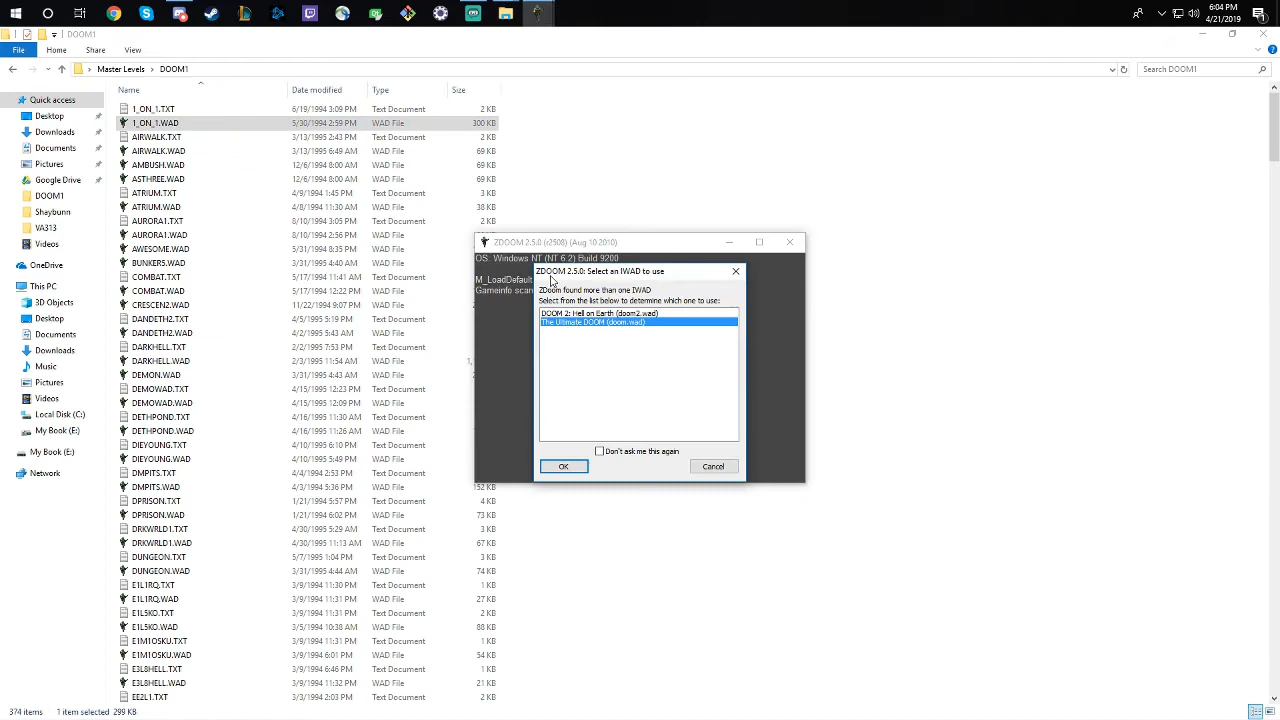 6:04 PM
4/21/2019
DOOM1
File Home Share View
Master Levels > DOOM1
Search DOOM1
Name Date modified Type Size
Quick access
Desktop
Downloads
Documents
Pictures
Google Drive
DOOM1
Shaybunn
VA313
Videos
OneDrive
This PC
3D Objects
Desktop
Documents
Downloads
Music
Pictures
Videos
Local Disk (C:)
My Book (E:)
My Book (E:)
Network
1_ON_1.TXT 6/19/1994 3:09 PM Text Document 2 KB
1_ON_1.WAD 5/30/1994 2:59 PM WAD File 300 KB
AIRWALK.TXT 3/13/1995 2:43 PM Text Document 2 KB
AIRWALK.WAD 3/13/1995 6:49 AM WAD File 69 KB
AMBUSH.WAD 12/6/1994 8:00 AM WAD File 69 KB
ASTHREE.WAD 12/6/1994 8:00 AM WAD File 69 KB
ATRIUM.TXT 4/9/1994 1:45 PM Text Document 3 KB
ATRIUM.WAD 4/8/1994 11:30 AM WAD File 38 KB
AURORA1.TXT 8/10/1994 3:05 PM Text Document 2 KB
AURORA1.WAD 8/10/1994 2:56 PM WAD File
AWESOME.WAD 5/31/1994 2:49 PM WAD File
BUNKER5.WAD 3/31/1995 12:43 PM WAD File
COMBAT.TXT 5/17/1994 11:41 AM Text Document
COMBAT.WAD 5/17/1994 10:28 AM WAD File
CRESCEN2.WAD 11/22/1994 9:07 PM WAD File
DANDETH2.TXT 4/20/1995 5:19 PM Text Document
DANDETH2.WAD 4/17/1995 3:32 PM WAD File
DARKHELL.TXT 2/2/1995 7:53 PM Text Document
DARKHELL.WAD 2/3/1995 11:54 AM WAD File 1,
DEMON.WAD 3/31/1995 4:43 AM WAD File
DEMOWAD.TXT 4/15/1995 12:23 PM Text Document
DEMOWAD.WAD 4/15/1995 12:09 PM WAD File
DETHPOND.TXT 4/16/1995 11:30 AM Text Document
DETHPOND.WAD 4/16/1995 11:26 AM WAD File
DIEYOUNG.TXT 4/10/1995 6:10 PM Text Document
DIEYOUNG.WAD 4/10/1995 5:31 PM WAD File
DMPITS.TXT 4/4/1994 2:53 PM Text Document
DMPITS.WAD 4/3/1994 5:36 PM WAD File 152 KB
DPRISON.TXT 1/21/1994 5:57 PM Text Document 4 KB
DPRISON.WAD 1/21/1994 6:02 PM WAD File 73 KB
DRKWRLD1.TXT 4/30/1995 5:29 AM Text Document 3 KB
DRKWRLD1.WAD 4/30/1995 11:13 AM WAD File 67 KB
DUNGEON.TXT 5/7/1995 1:04 PM Text Document 3 KB
DUNGEON.WAD 3/31/1995 4:44 AM WAD File 74 KB
E1L1RQ.TXT 3/9/1994 11:30 PM Text Document 1 KB
E1L1RQ.WAD 3/9/1994 11:31 PM WAD File 27 KB
E1L5KO.TXT 3/9/1994 11:31 PM Text Document 2 KB
E1L5KO.WAD 3/5/1995 10:38 AM WAD File 88 KB
E1M1OSKU.TXT 3/9/1994 11:31 PM Text Document 1 KB
E1M1OSKU.WAD 3/9/1994 6:01 PM WAD File 54 KB
E3L8HELL.TXT 3/9/1994 6:46 PM Text Document 1 KB
E3L8HELL.WAD 3/9/1994 11:32 PM WAD File 2 KB
EE2L1.TXT 3/3/1994 2:03 PM Text Document 2 KB
ZDOOM 2.5.0 (r2508) (Aug 10 2010)
OS: Windows NT (NT 6.2) Build 9200
M_LoadDefault
Gameinfo scan
ZDOOM 2.5.0: Select an IWAD to use
ZDoom found more than one IWAD
Select from the list below to determine which one to use:
DOOM 2: Hell on Earth (doom2.wad)
The Ultimate DOOM (doom.wad)
Don't ask me this again
OK Cancel
374 items 1 item selected 299 KB